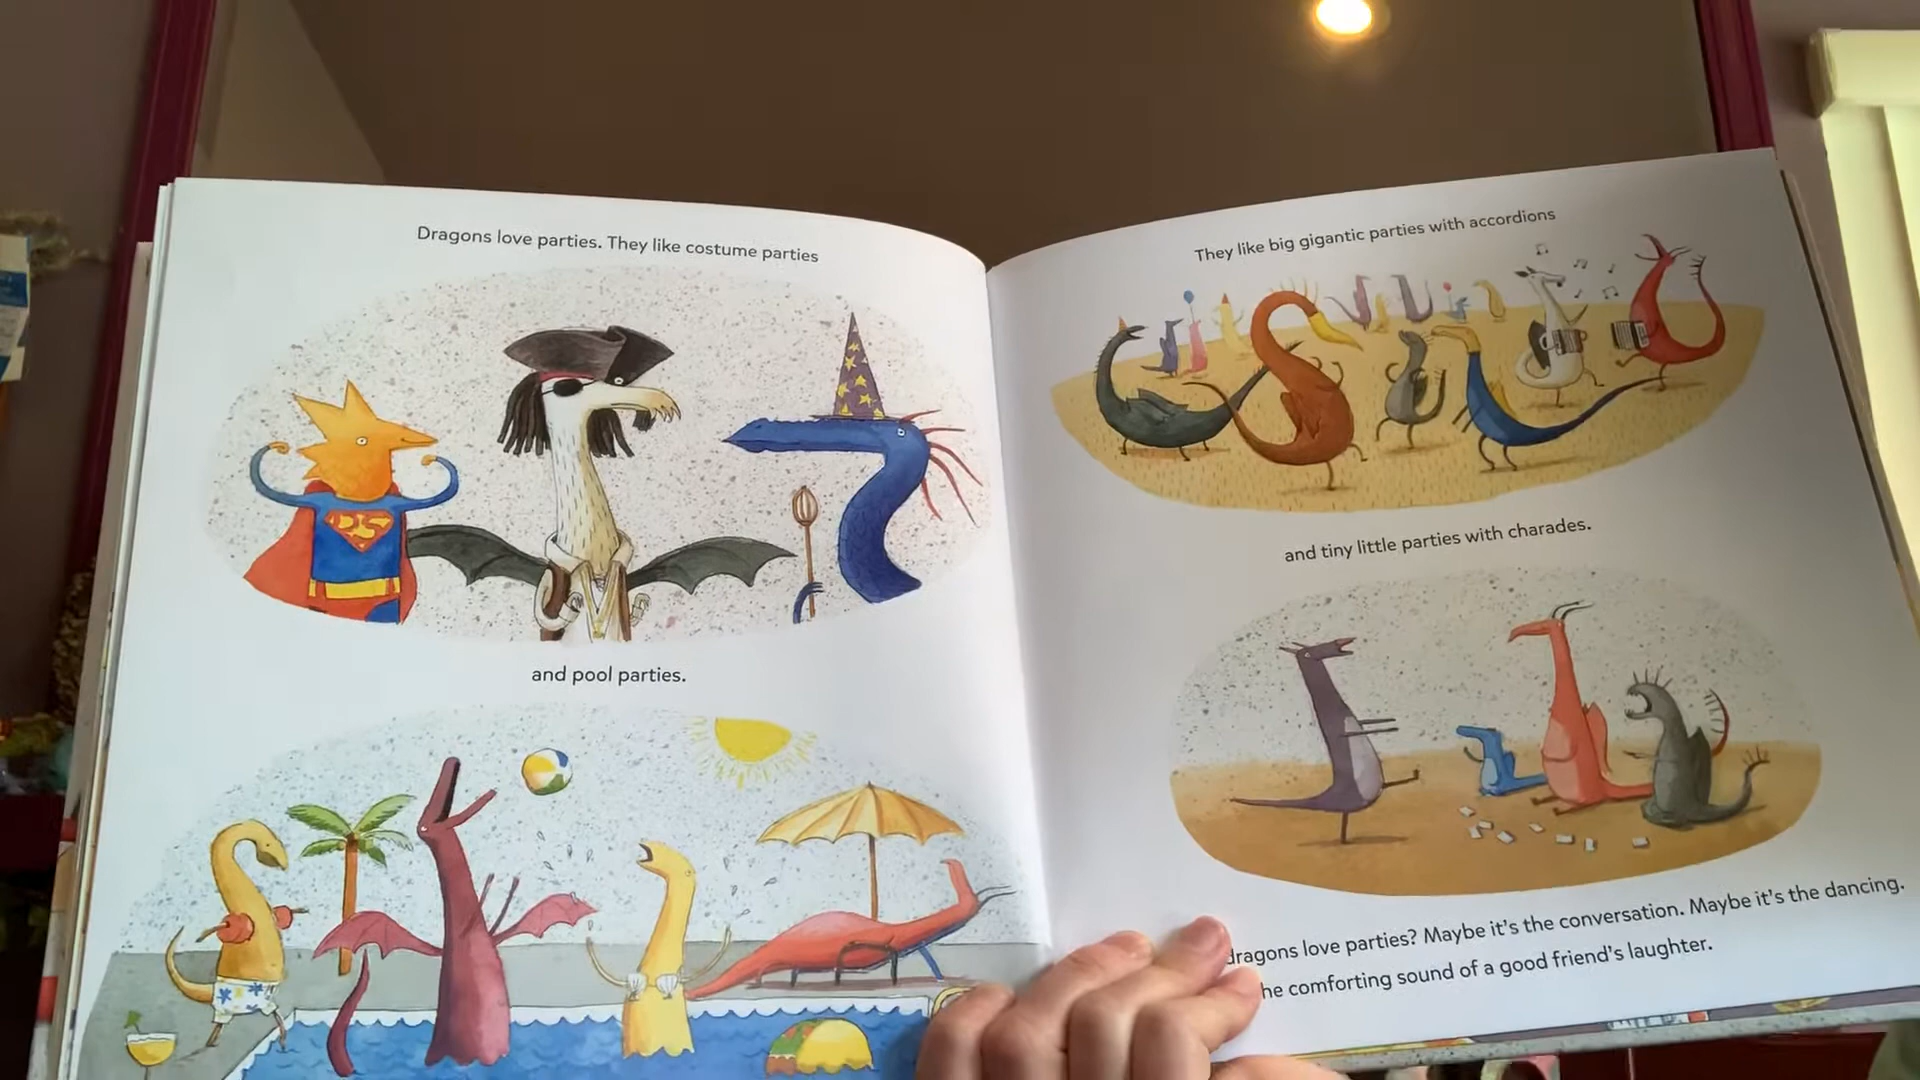 Dragons love parties. They like costume parties
DS
and pool parties.
They like big gigantic parties with accordions
and tiny little parties with charades.
dragons love parties? Maybe it's the conversation. Maybe it's the dancing.
he comforting sound of a good friend's laughter.